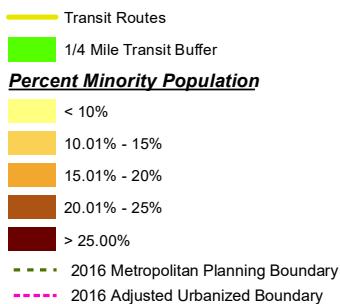 Transit Routes
1/4 Mile Transit Buffer
Percent Minority Population
< 10%
10.01% - 15%
15.01% - 20%
20.01% - 25%
> 25.00%
2016 Metropolitan Planning Boundary
2016 Adjusted Urbanized Boundary